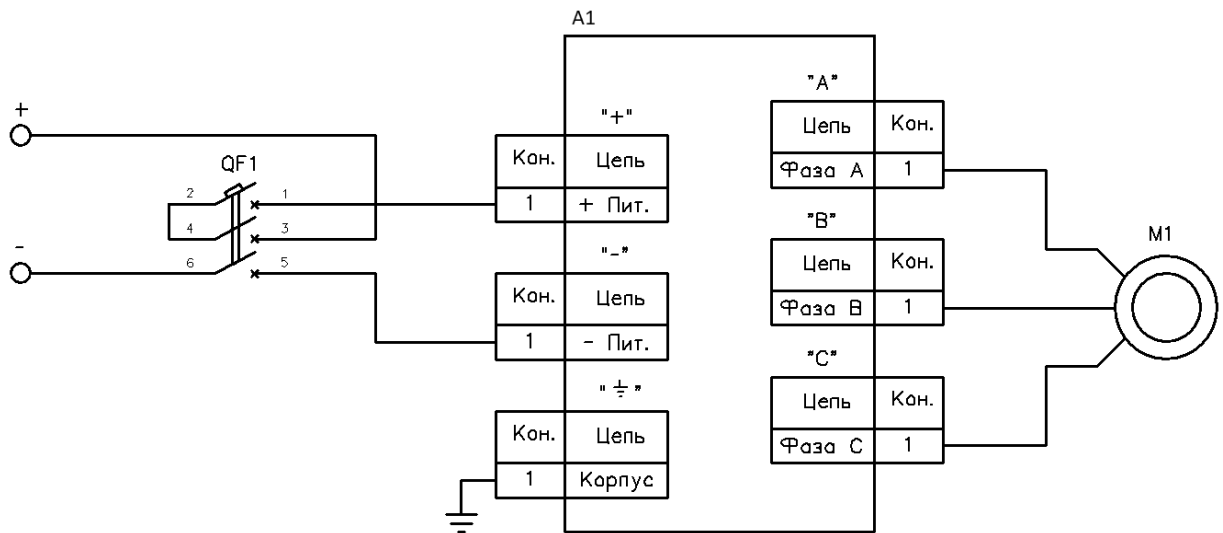 A1
"А"
Цепь Кон.
Фаза А 1
+
"+"
Кон. Цепь
1 + Пит.
QF1
2 1
4 3
6 5
-
"В"
Цепь Кон.
Фаза В 1
М1
"-"
Кон. Цепь
1 - Пит.
"С"
Цепь Кон.
Фаза С 1
"⏚"
Кон. Цепь
1 Корпус